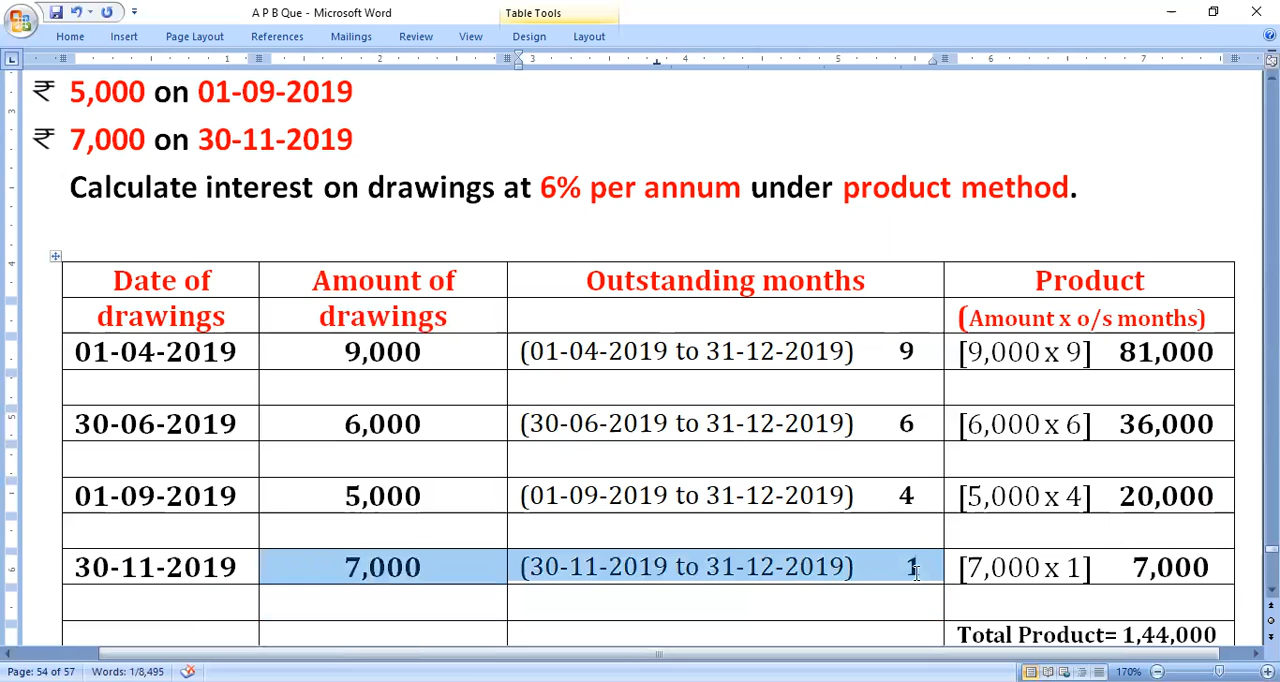 A P B Que - Microsoft Word
Table Tools
Home Insert Page Layout References Mailings Review View Design Layout
1 2 3 4 5 6 7
₹ 5,000 on 01-09-2019
₹ 7,000 on 30-11-2019
Calculate interest on drawings at 6% per annum under product method.
Date of Amount of Outstanding months Product
drawings drawings (Amount x o/s months)
01-04-2019 9,000 (01-04-2019 to 31-12-2019) 9 [9,000 x 9] 81,000
30-06-2019 6,000 (30-06-2019 to 31-12-2019) 6 [6,000 x 6] 36,000
01-09-2019 5,000 (01-09-2019 to 31-12-2019) 4 [5,000 x 4] 20,000
30-11-2019 7,000 (30-11-2019 to 31-12-2019) 1 [7,000 x 1] 7,000
Total Product= 1,44,000
Page: 54 of 57 Words: 1/8,495 170%